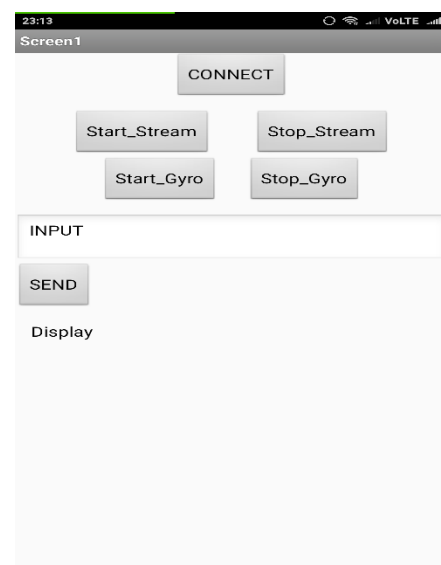 23:13 VoLTE
Screen1
CONNECT
Start_Stream Stop_Stream
Start_Gyro Stop_Gyro
INPUT
SEND
Display